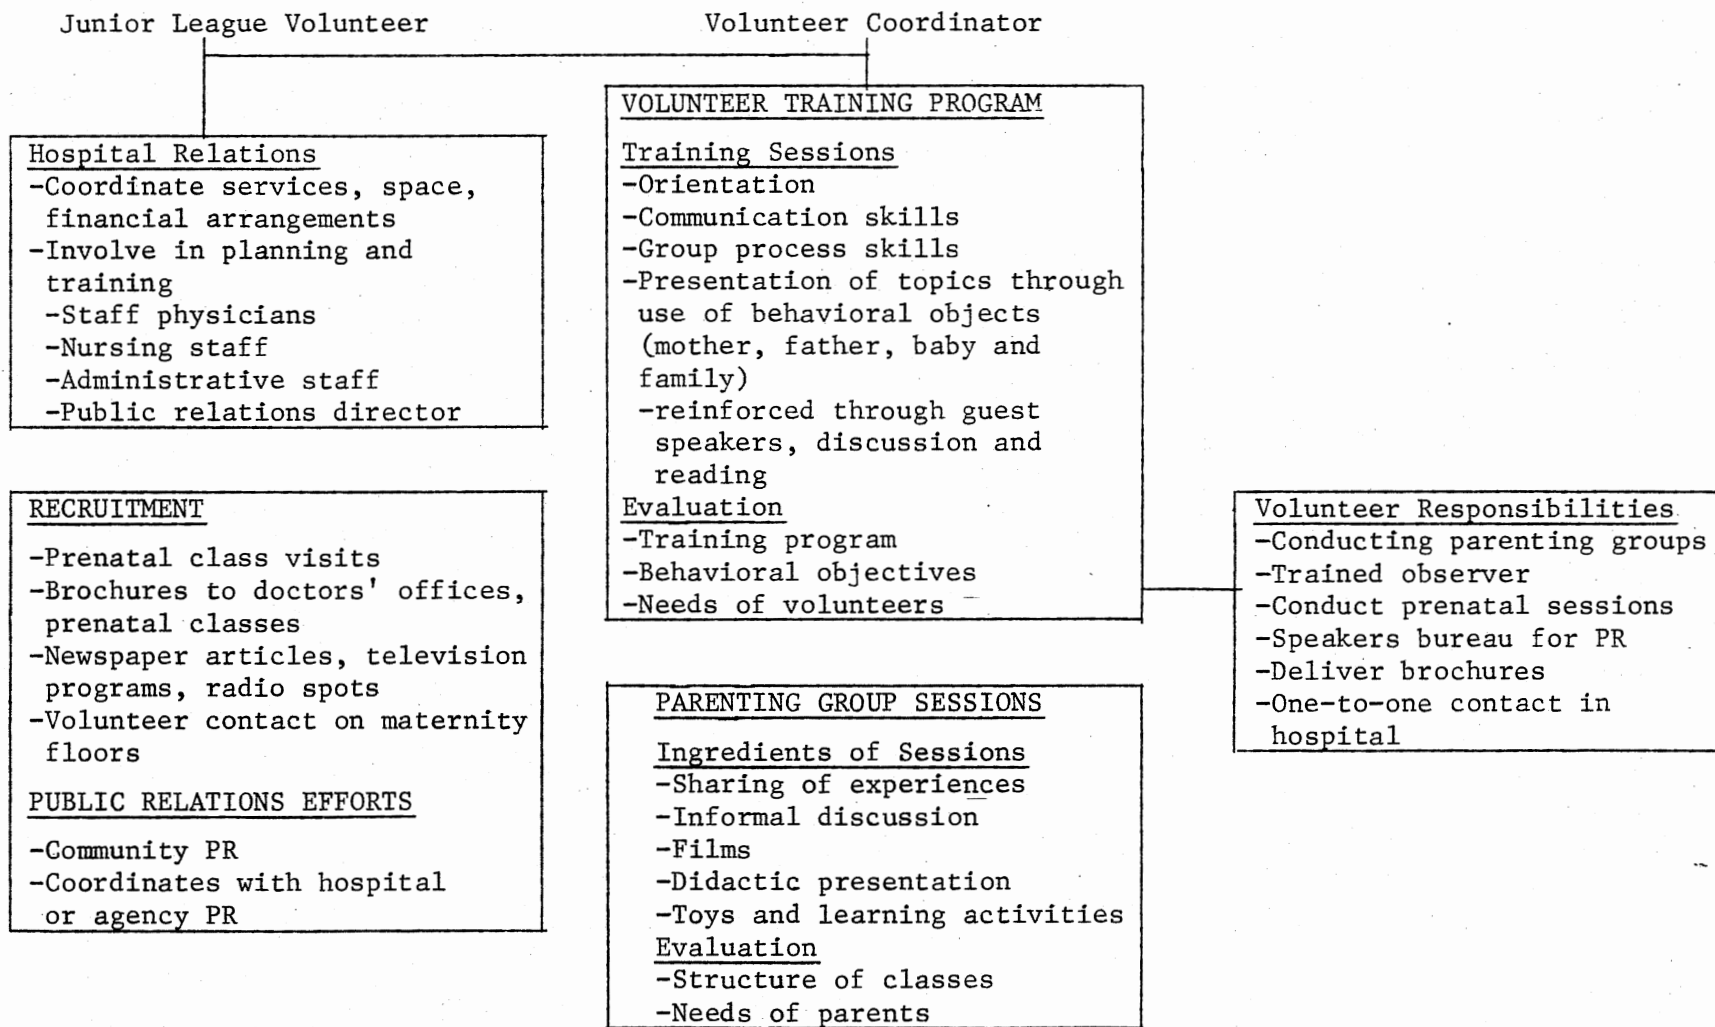 Junior League Volunteer
Volunteer Coordinator
Hospital Relations
-Coordinate services, space,
financial arrangements
-Involve in planning and
training
-Staff physicians
-Nursing staff
-Administrative staff
-Public relations director
RECRUITMENT
-Prenatal class visits
-Brochures to doctors' offices,
prenatal classes
-Newspaper articles, television
programs, radio spots
-Volunteer contact on maternity
floors
PUBLIC RELATIONS EFFORTS
-Community PR
-Coordinates with hospital
or agency PR
VOLUNTEER TRAINING PROGRAM
Training Sessions
-Orientation
-Communication skills
-Group process skills
-Presentation of topics through
use of behavioral objects
(mother, father, baby and
family)
-reinforced through guest
speakers, discussion and
reading
Evaluation
-Training program
-Behavioral objectives
-Needs of volunteers
PARENTING GROUP SESSIONS
Ingredients of Sessions
-Sharing of experiences
-Informal discussion
-Films
-Didactic presentation
-Toys and learning activities
Evaluation
-Structure of classes
-Needs of parents
Volunteer Responsibilities
-Conducting parenting groups
-Trained observer
-Conduct prenatal sessions
-Speakers bureau for PR
-Deliver brochures
-One-to-one contact in
hospital